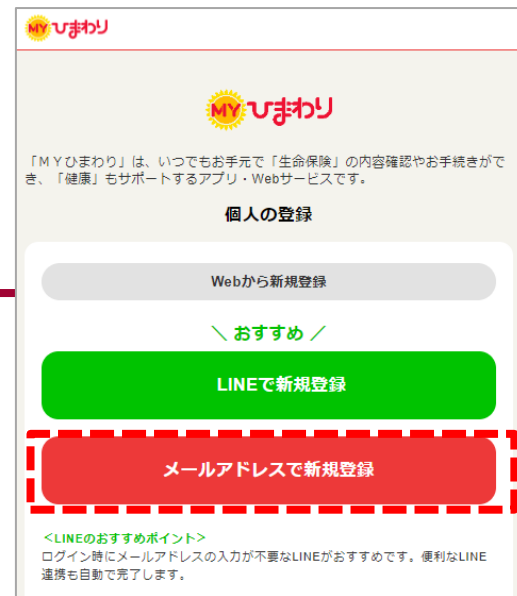 MYひまわり
MYひまわり
「ＭＹひまわり」は、いつでもお手元で「生命保険」の内容確認やお手続きがで
き、「健康」もサポートするアプリ・Webサービスです。
個人の登録
Webから新規登録
＼ おすすめ ／
LINEで新規登録
メールアドレスで新規登録
<LINEのおすすめポイント>
ログイン時にメールアドレスの入力が不要なLINEがおすすめです。便利なLINE
連携も自動で完了します。